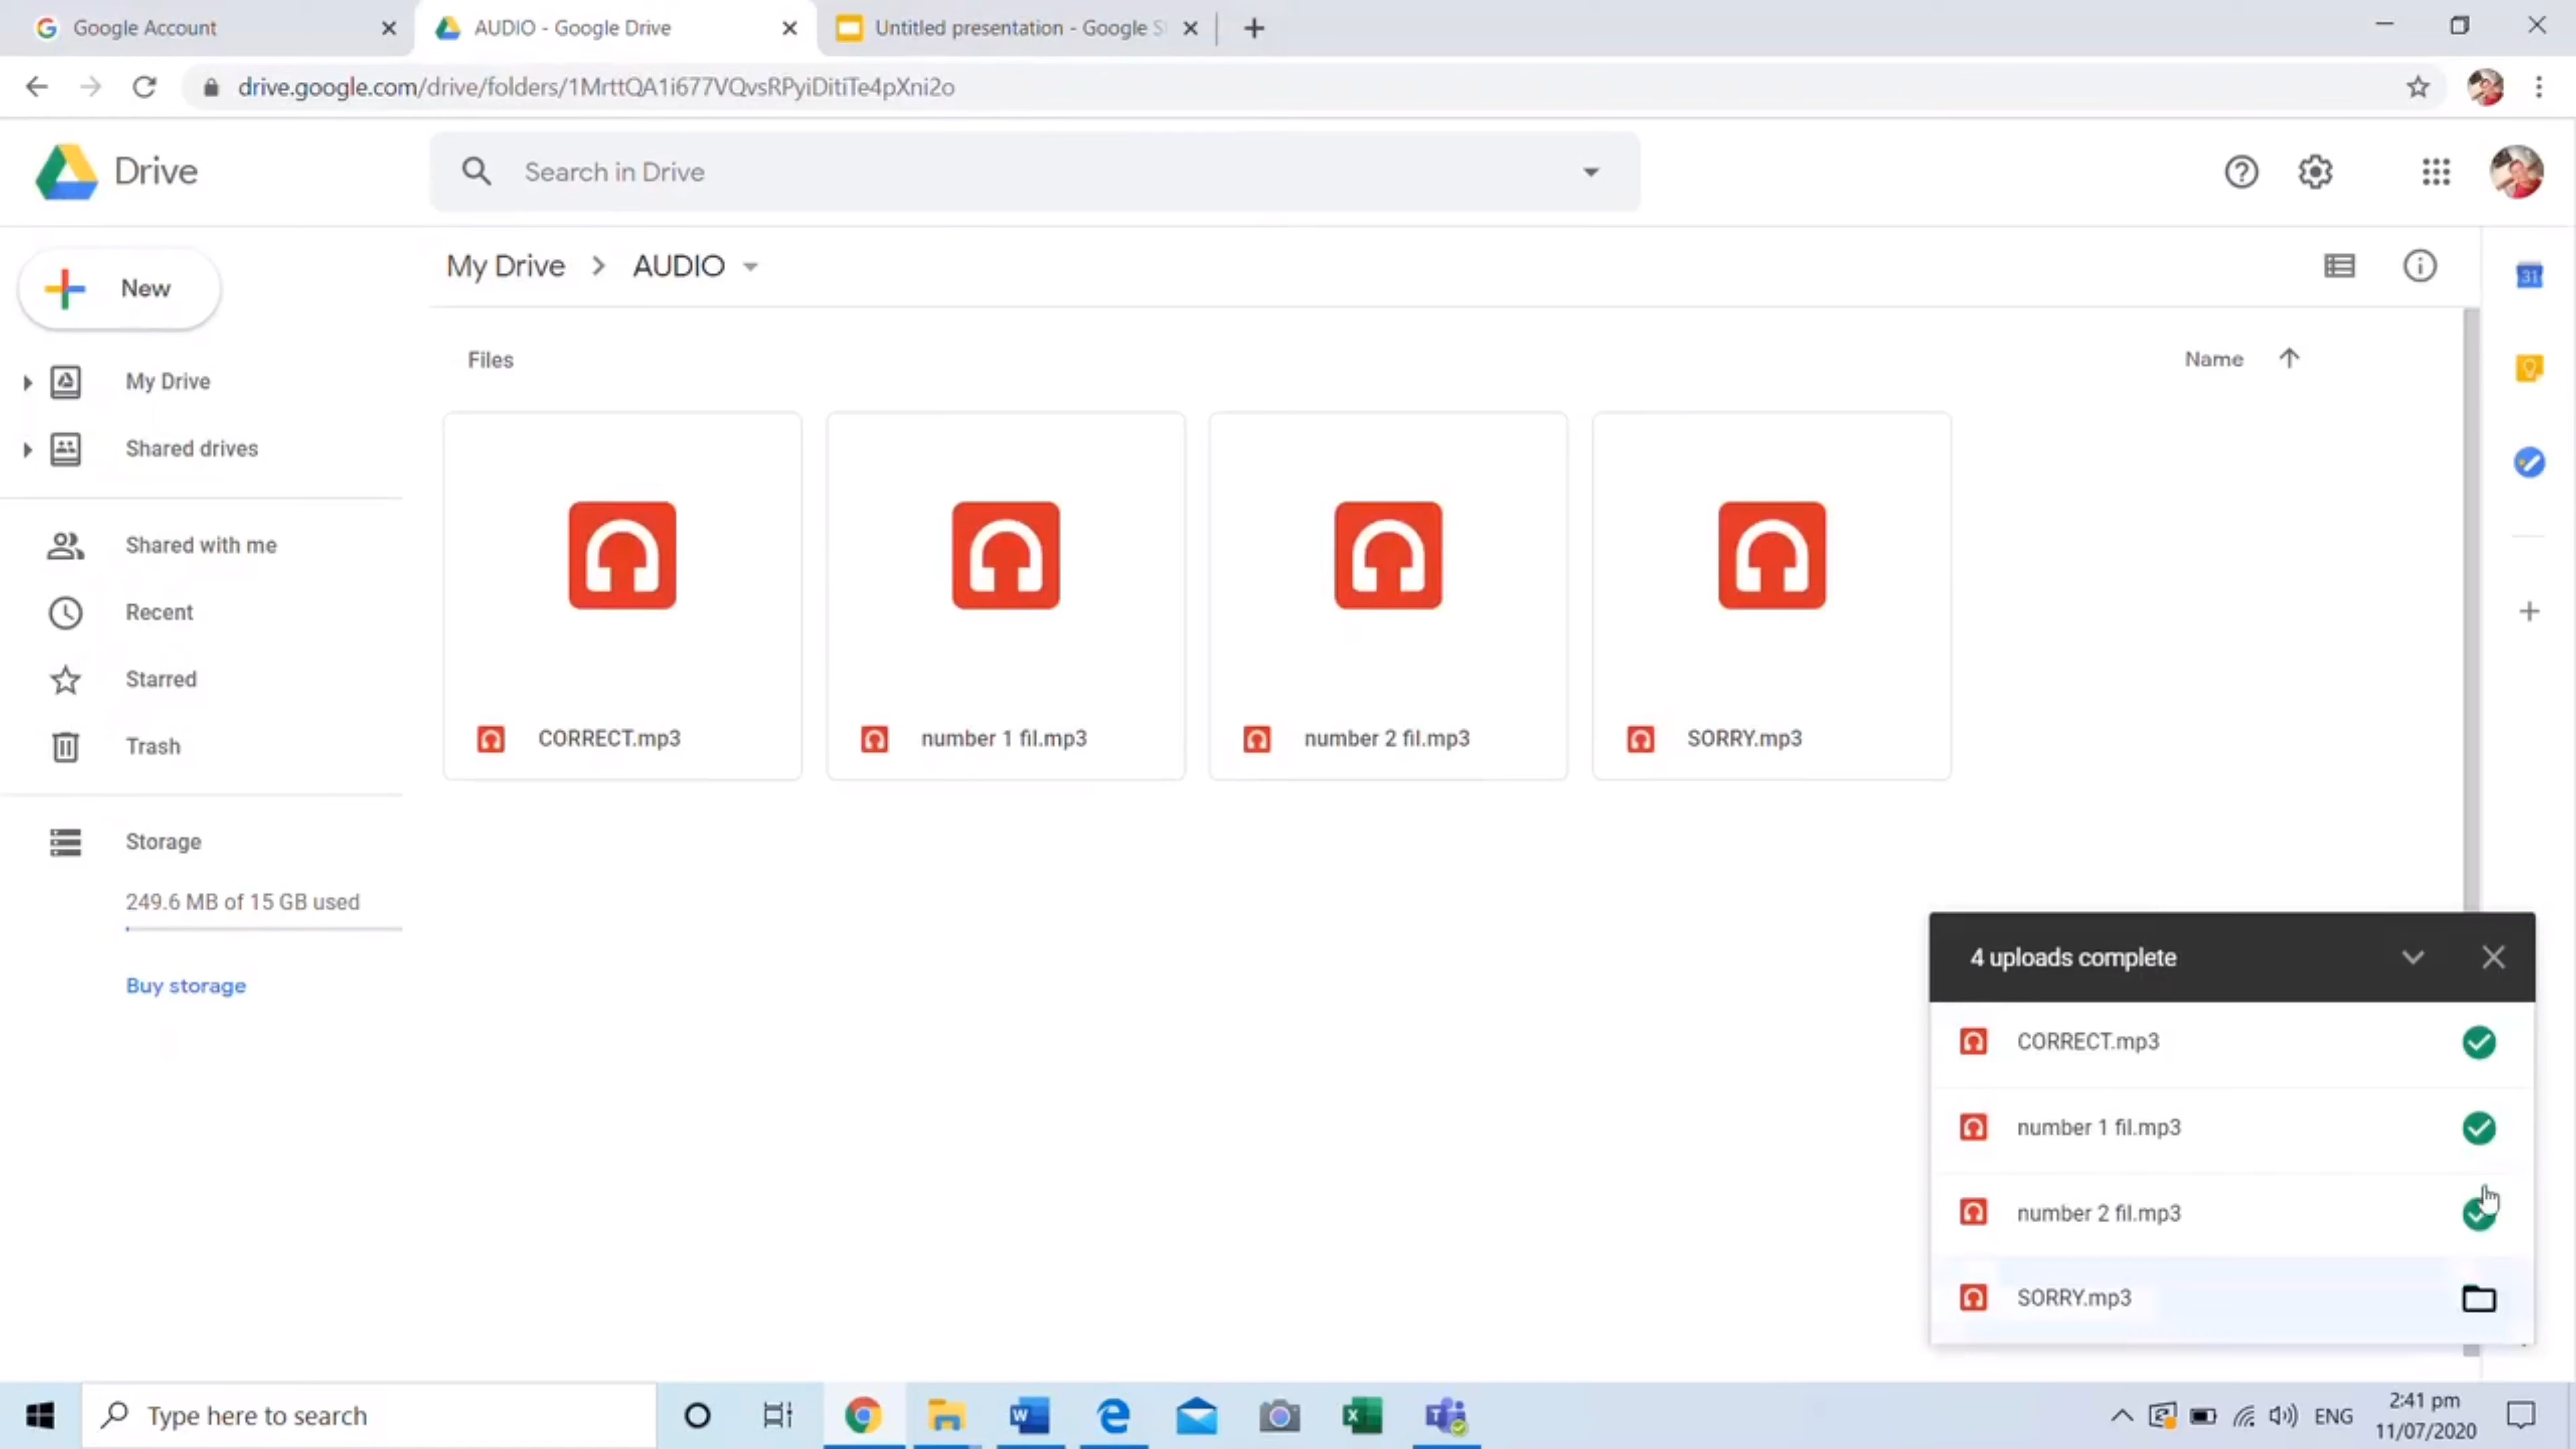 Google Account
AUDIO - Google Drive
Untitled presentation - Google S
drive.google.com/drive/folders/1MrttQA1i677VQvsRPyiDitiTe4pXni2o
Drive
Search in Drive
New
My Drive
AUDIO
My Drive
Shared drives
Shared with me
Recent
Starred
Trash
Storage
249.6 MB of 15 GB used
Buy storage
Files
Name
CORRECT.mp3
number 1 fil.mp3
number 2 fil.mp3
SORRY.mp3
31
4 uploads complete
CORRECT.mp3
number 1 fil.mp3
number 2 fil.mp3
SORRY.mp3
Type here to search
ENG
2:41 pm
11/07/2020